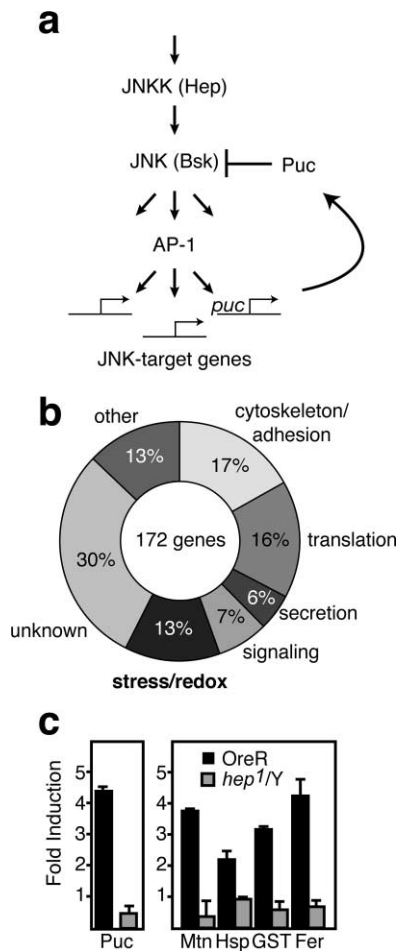 a
JNKK (Hep)
JNK (Bsk)
Puc
AP-1
puc
JNK-target genes
b
other
cytoskeleton/
adhesion
13%
17%
172 genes
30%
16%
translation
6%
secretion
7%
signaling
13%
unknown
stress/redox
c
OreR
hep1/Y
Fold Induction
5
4
3
2
1
5
4
3
2
1
Puc
Mtn Hsp GST Fer